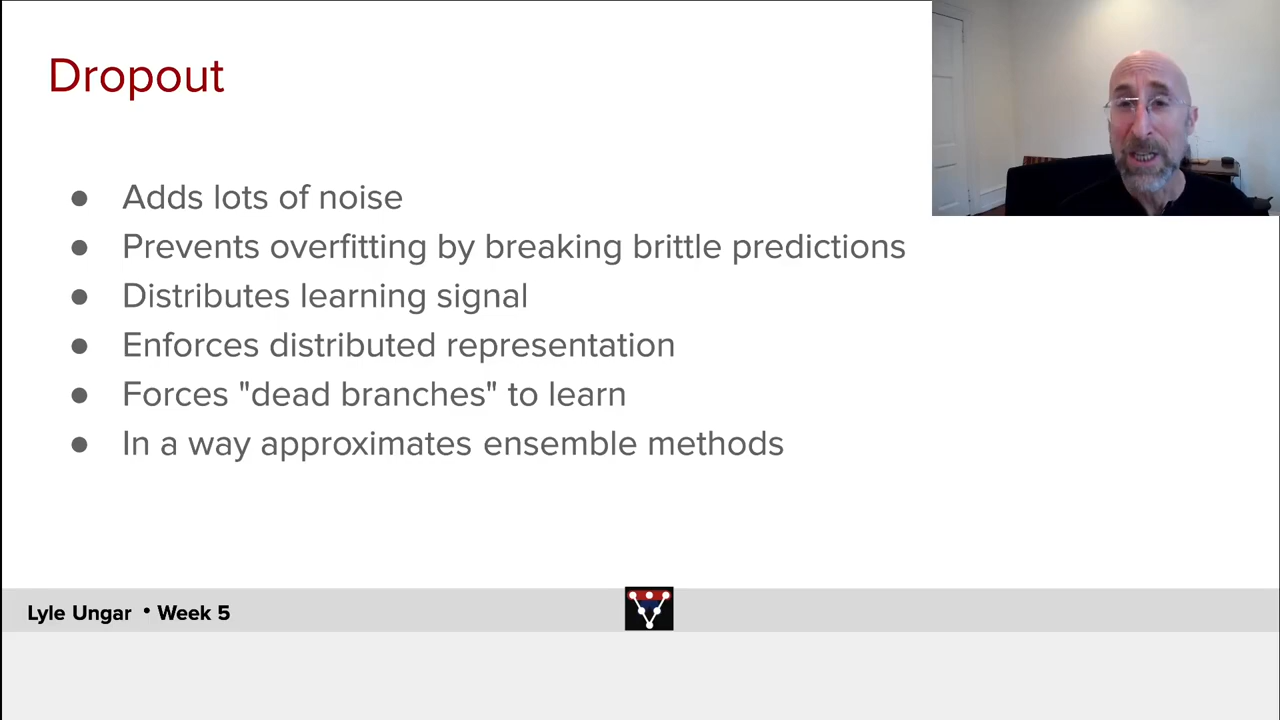 Dropout
● Adds lots of noise
● Prevents overfitting by breaking brittle predictions
● Distributes learning signal
● Enforces distributed representation
● Forces "dead branches" to learn
● In a way approximates ensemble methods
Lyle Ungar • Week 5